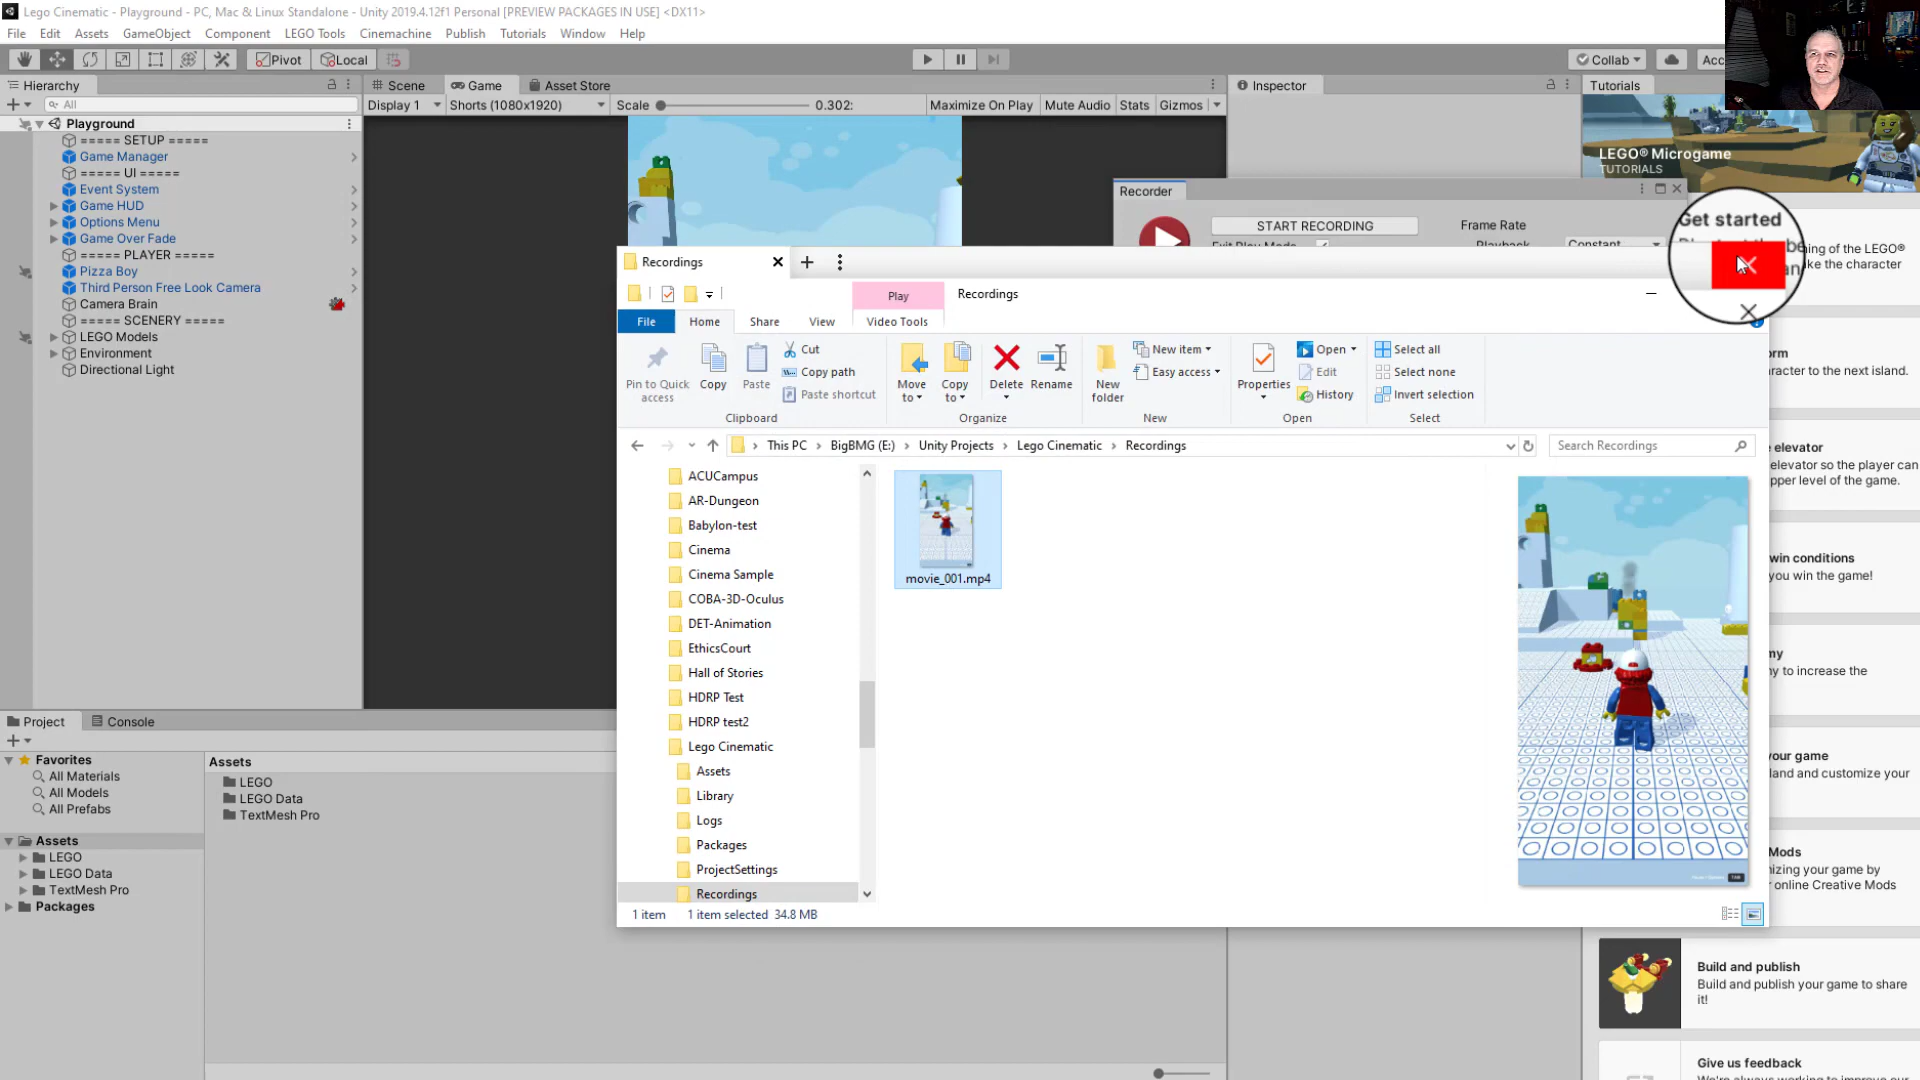 Lego Cinematic - Playground - PC, Mac & Linux Standalone - Unity 2019.4.12f1 Personal [PREVIEW PACKAGES IN USE] <DX11>
File Edit Assets GameObject Component LEGO Tools Cinemachine Publish Tutorials Window Help
Pivot Local Collab Acc
Hierarchy
All
Playground
===== SETUP =====
Game Manager
===== UI =====
Event System
Game HUD
Options Menu
Game Over Fade
===== PLAYER =====
Pizza Boy
Third Person Free Look Camera
Camera Brain
===== SCENERY =====
LEGO Models
Environment
Directional Light
Scene Game Asset Store
Display 1 Shorts (1080x1920) Scale 0.302: Maximize On Play Mute Audio Stats Gizmos
Inspector
Tutorials
LEGO® Microgame
TUTORIALS
Recorder
START RECORDING
Frame Rate
Constant
Get started
ning of the LEGO®
ke the character
Recordings
Play
Recordings
File Home Share View Video Tools
Pin to Quick access
Copy
Paste
Cut
Copy path
Paste shortcut
Clipboard
Move to
Copy to
Delete
Rename
Organize
New folder
New item
Easy access
New
Properties
Open
Edit
History
Open
Select all
Select none
Invert selection
Select
This PC > BigBMG (E:) > Unity Projects > Lego Cinematic > Recordings
Search Recordings
ACUCampus
AR-Dungeon
Babylon-test
Cinema
Cinema Sample
COBA-3D-Oculus
DET-Animation
EthicsCourt
Hall of Stories
HDRP Test
HDRP test2
Lego Cinematic
Assets
Library
Logs
Packages
ProjectSettings
Recordings
movie_001.mp4
1 item 1 item selected 34.8 MB
orm
aracter to the next island.
e elevator
elevator so the player can
pper level of the game.
win conditions
you win the game!
my
ny to increase the
your game
land and customize your
Mods
nizing your game by
online Creative Mods
Build and publish
Build and publish your game to share
it!
Give us feedback
Project Console
Favorites
All Materials
All Models
All Prefabs
Assets
LEGO
LEGO Data
TextMesh Pro
Packages
Assets
LEGO
LEGO Data
TextMesh Pro